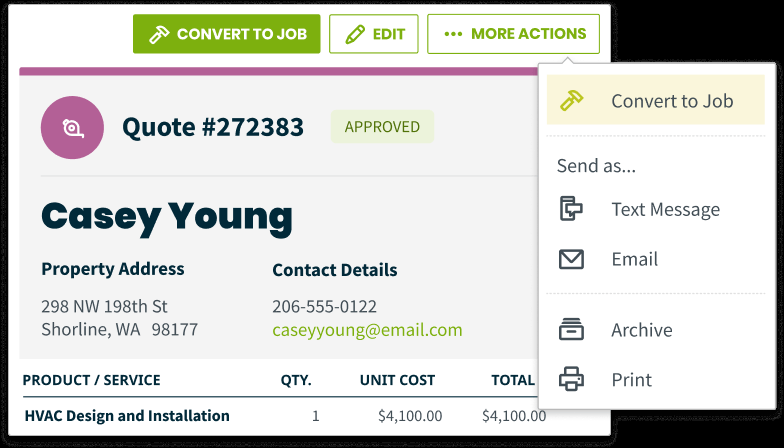 CONVERT TO JOB
EDIT
MORE ACTIONS
Quote #272383
APPROVED
Casey Young
Property Address
298 NW 198th St
Shorline, WA 98177
Contact Details
206-555-0122
caseyyoung@email.com
PRODUCT / SERVICE QTY. UNIT COST TOTAL
HVAC Design and Installation 1 $4,100.00 $4,100.00
Convert to Job
Send as...
Text Message
Email
Archive
Print